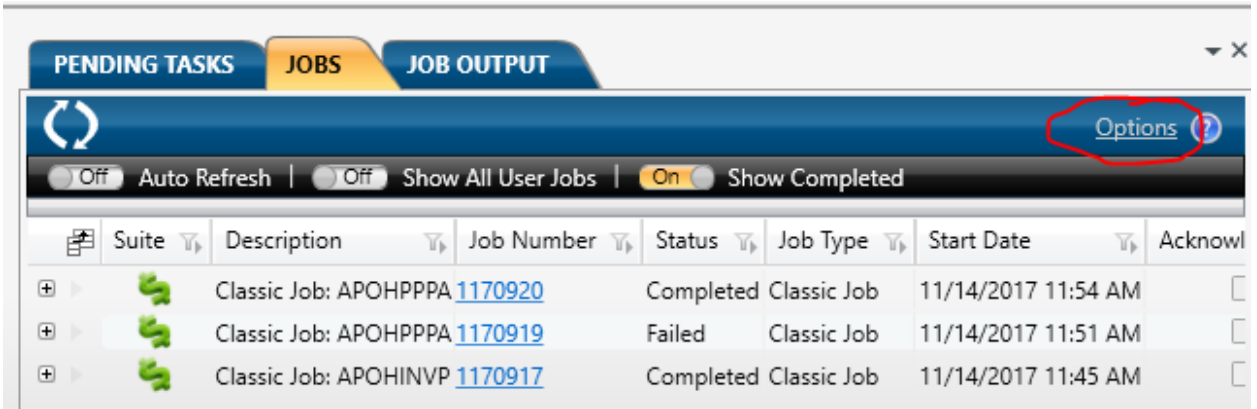 PENDING TASKS JOBS JOB OUTPUT
Options ?
Off Auto Refresh | Off Show All User Jobs | On Show Completed
Suite Description Job Number Status Job Type Start Date Acknowl
Classic Job: APOHPPPA 1170920 Completed Classic Job 11/14/2017 11:54 AM
Classic Job: APOHPPPA 1170919 Failed Classic Job 11/14/2017 11:51 AM
Classic Job: APOHINVP 1170917 Completed Classic Job 11/14/2017 11:45 AM